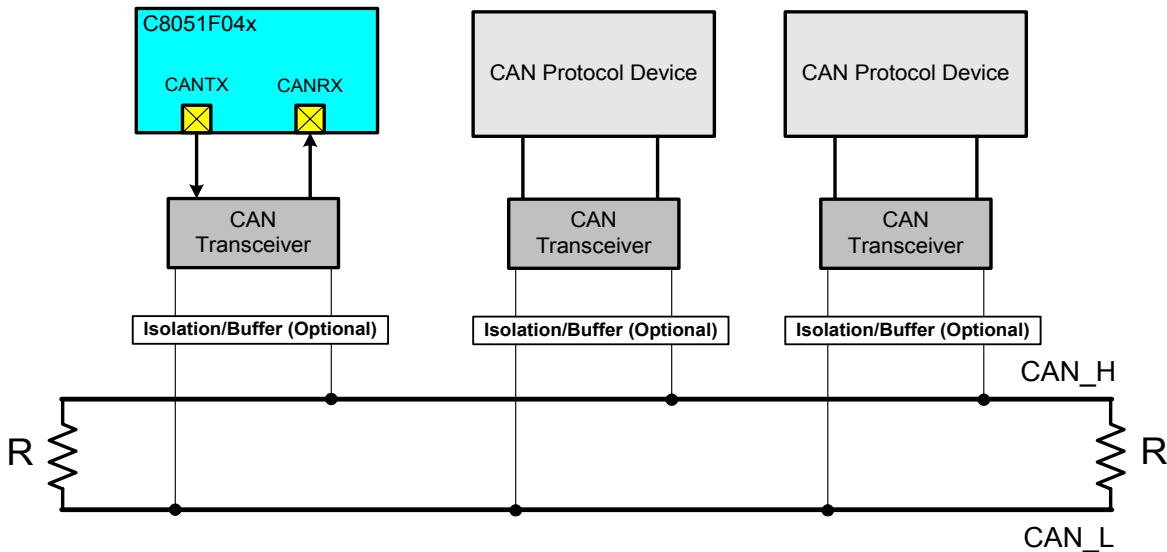 C8051F04x
CANTX
CANRX
CAN Protocol Device
CAN Protocol Device
CAN
Transceiver
CAN
Transceiver
CAN
Transceiver
Isolation/Buffer (Optional)
Isolation/Buffer (Optional)
Isolation/Buffer (Optional)
CAN_H
R
R
CAN_L